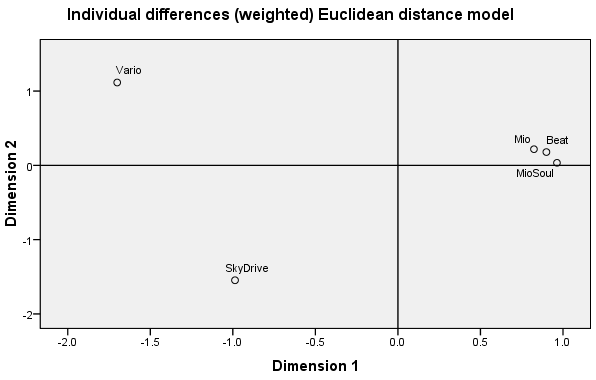 Individual differences (weighted) Euclidean distance model
Vario
1
Mio
Beat
0
MioSoul
Dimension 2
-1
SkyDrive
-2
-2.0 -1.5 -1.0 -0.5 0.0 0.5 1.0
Dimension 1